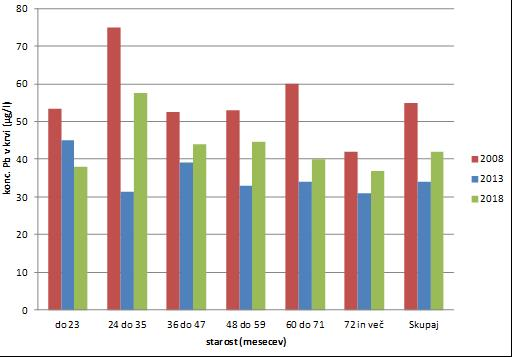 80
70
60
50
40
30
20
10
0
konc. Pb v krvi (µg/l)
do 23
24 do 35
36 do 47
48 do 59
60 do 71
72 in več
Skupaj
starost (mesecev)
2008
2013
2018